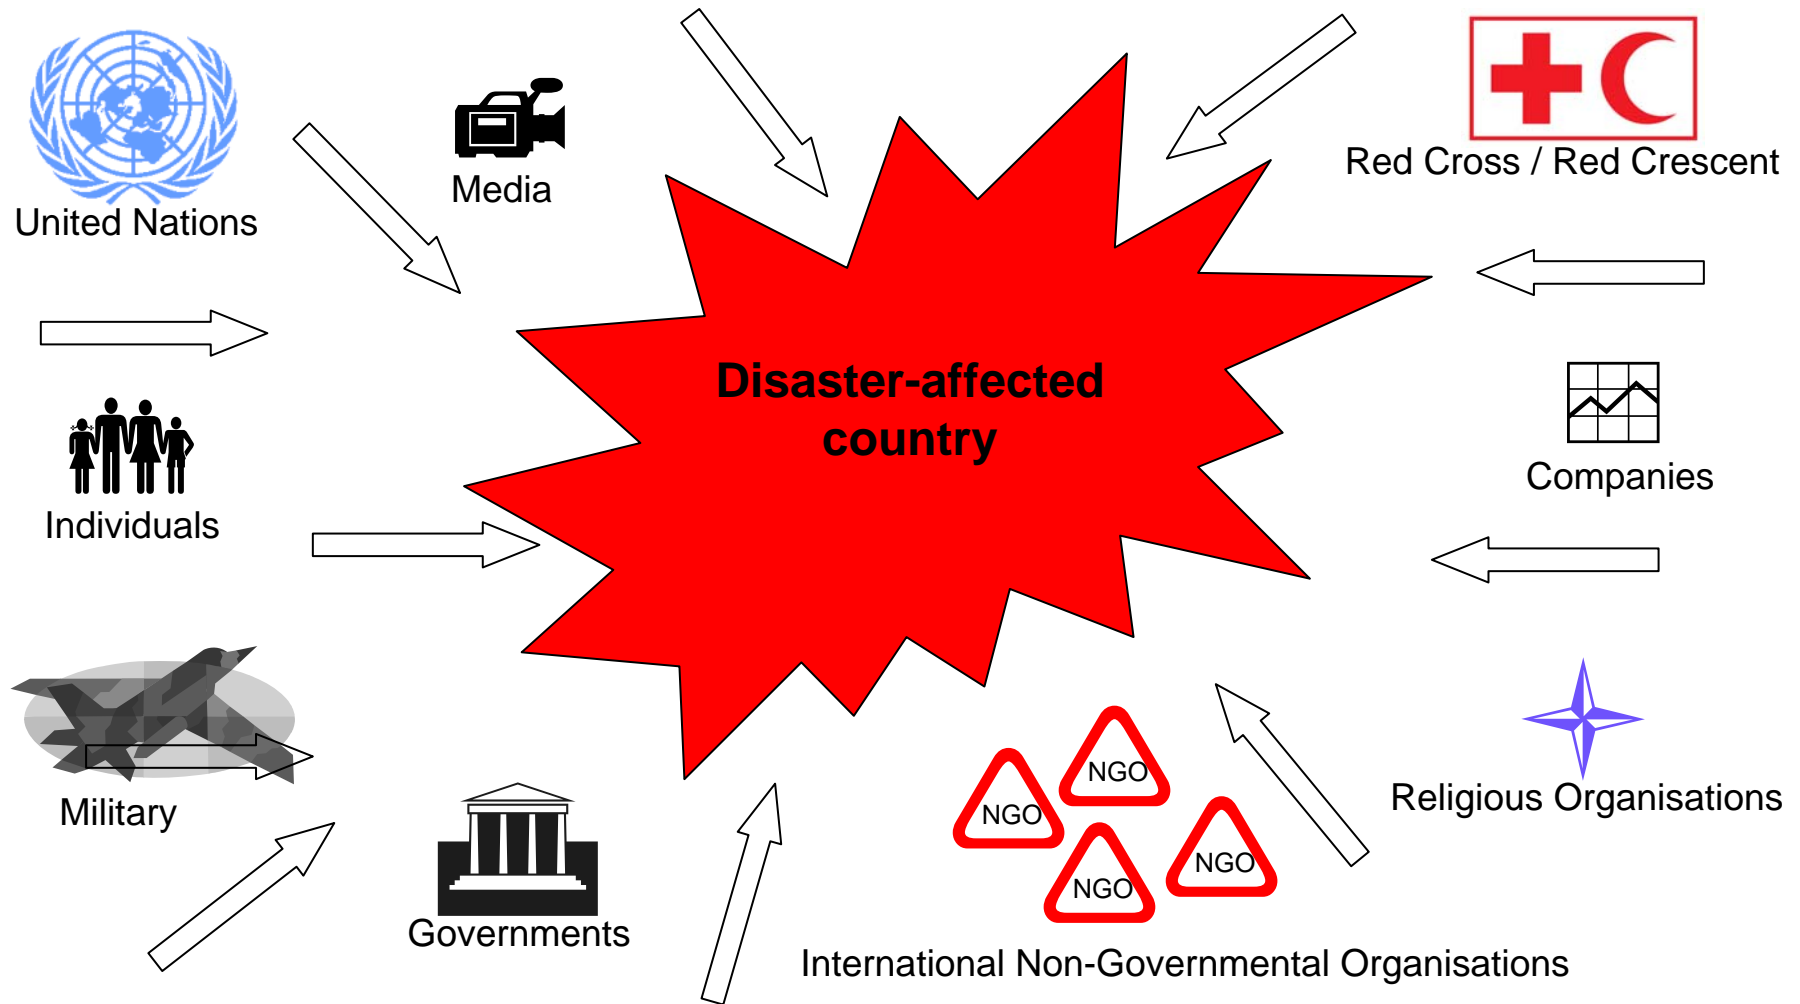 United Nations
Media
Red Cross / Red Crescent
Disaster-affected
country
Individuals
Companies
Military
Governments
NGO
NGO
NGO
NGO
Religious Organisations
International Non-Governmental Organisations